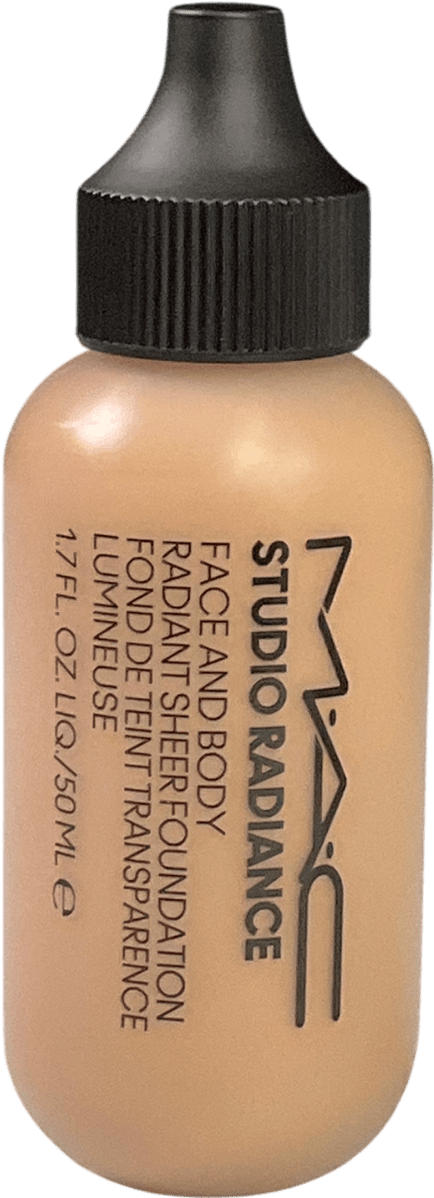 M·A·C
STUDIO RADIANCE
FACE AND BODY
RADIANT SHEER FOUNDATION
FOND DE TEINT TRANSPARENCE
LUMINEUSE
1.7 FL. OZ. LIQ./50 ML ℮